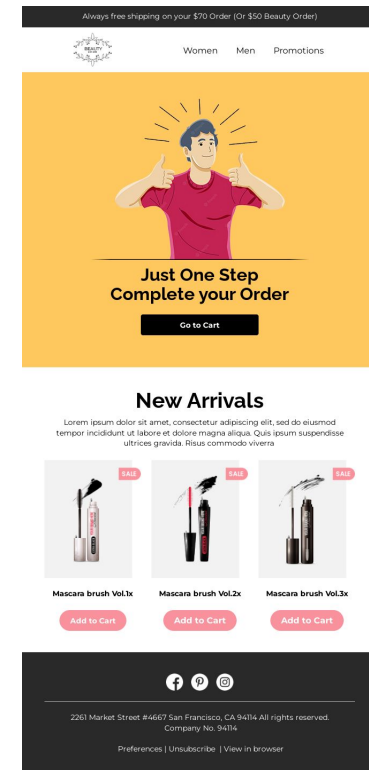 Always free shipping on your $70 Order (Or $50 Beauty Order)
BEAUTY
Women Men Promotions
Just One Step
Complete your Order
Go to Cart
New Arrivals
Lorem ipsum dolor sit amet, consectetur adipiscing elit, sed do eiusmod
tempor incididunt ut labore et dolore magna aliqua. Quis ipsum suspendisse
ultrices gravida. Risus commodo viverra
SALE SALE SALE
Mascara brush Vol.1x Mascara brush Vol.2x Mascara brush Vol.3x
Add to Cart Add to Cart Add to Cart
2261 Market Street #4667 San Francisco, CA 94114 All rights reserved.
Company No. 94114
Preferences | Unsubscribe | View in browser